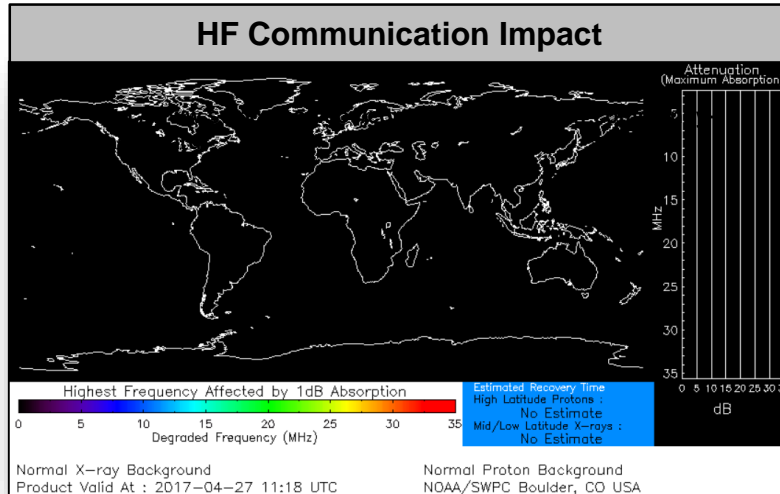 HF Communication Impact
Attenuation
(Maximum Absorption
5
10
15
20
25
30
35
MHz
0 5 10 15 20 25 30
dB
Highest Frequency Affected by 1dB Absorption
0 5 10 15 20 25 30 35
Degraded Frequency (MHz)
Estimated Recovery Time
High Latitude Protons :
No Estimate
Mid/Low Latitude X-rays :
No Estimate
Normal X-ray Background
Product Valid At : 2017-04-27 11:18 UTC
Normal Proton Background
NOAA/SWPC Boulder, CO USA